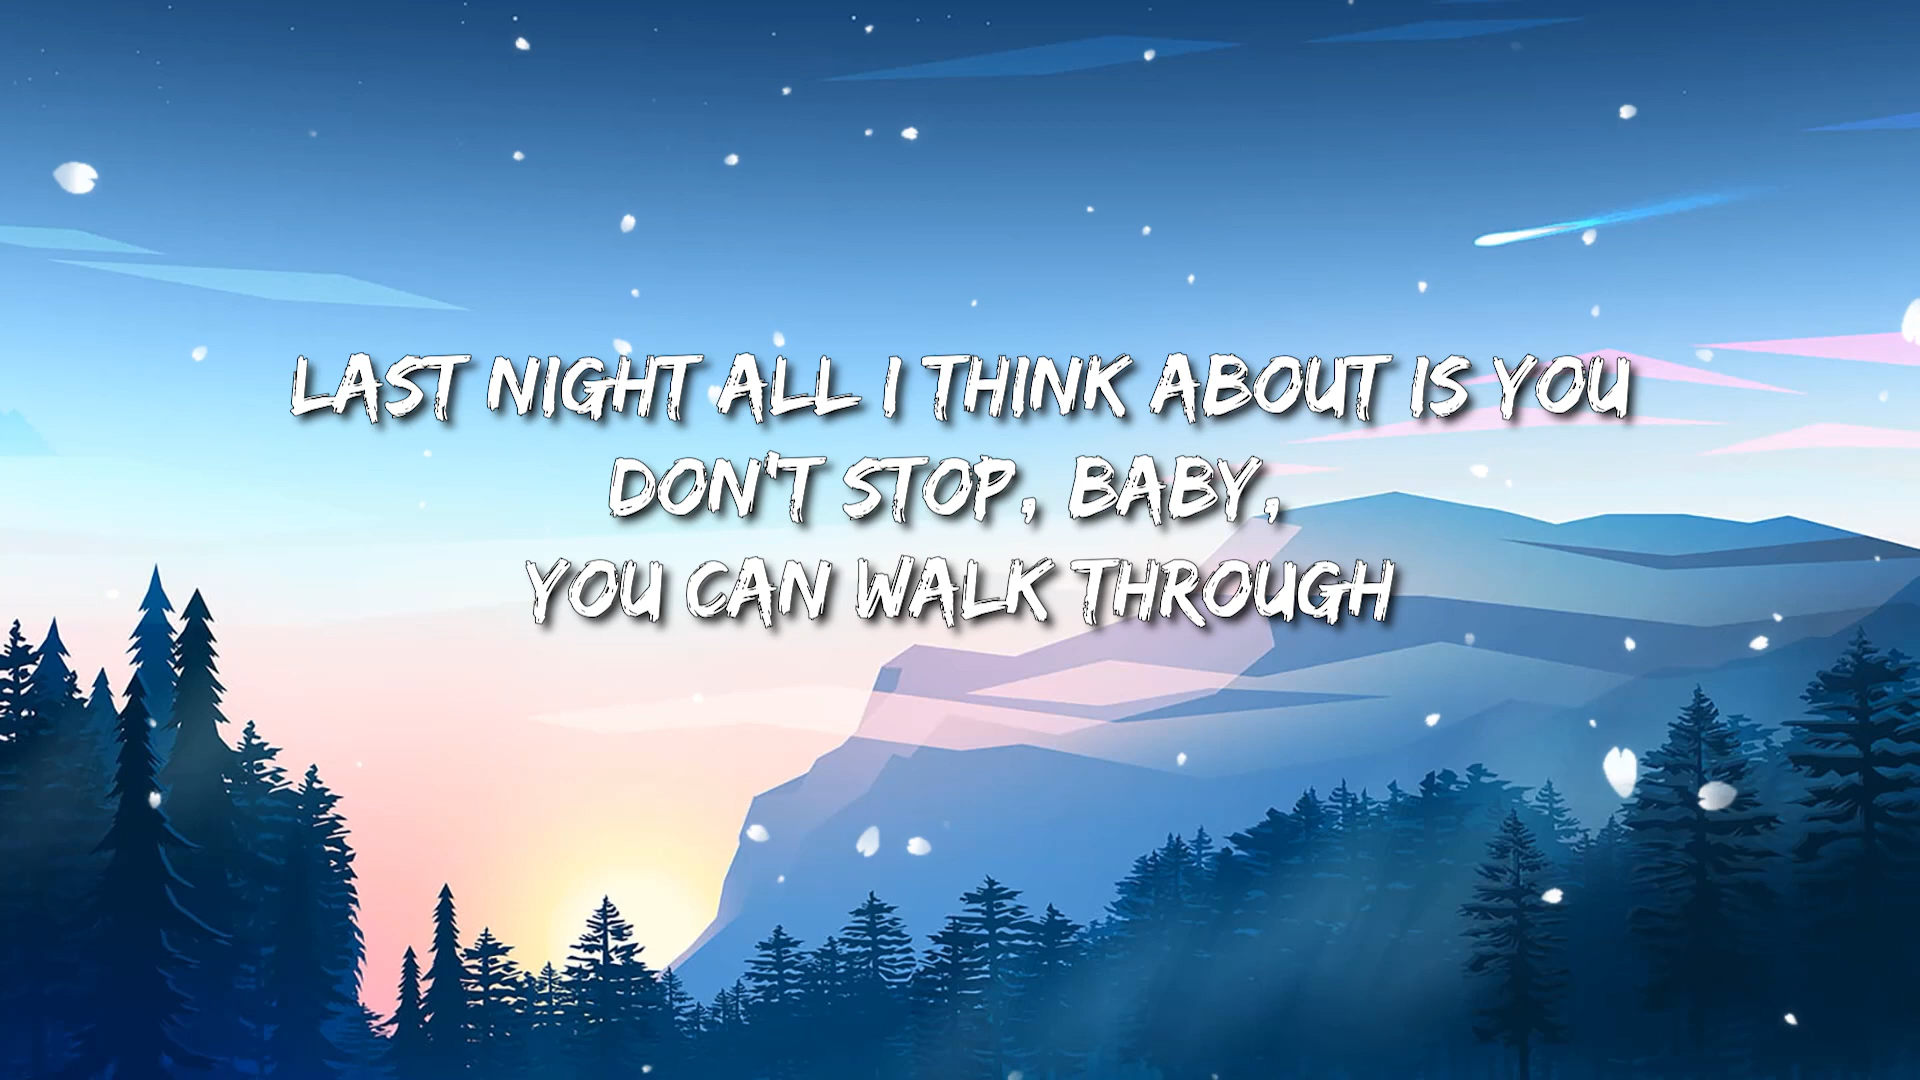 LAST NIGHT ALL I THINK ABOUT IS YOU
DON'T STOP, BABY,
YOU CAN WALK THROUGH